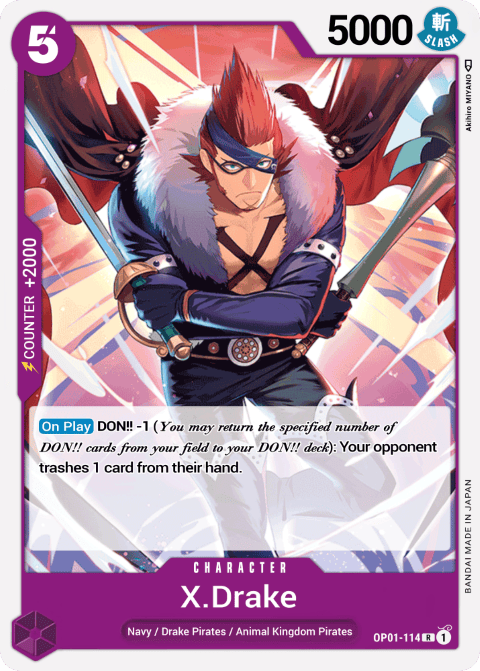 5
5000
斬
SLASH
Akihiro MIYANO
COUNTER +2000
On Play DON!! -1 (You may return the specified number of
DON!! cards from your field to your DON!! deck): Your opponent
trashes 1 card from their hand.
BANDAI MADE IN JAPAN
CHARACTER
X.Drake
Navy / Drake Pirates / Animal Kingdom Pirates
OP01-114 R 1